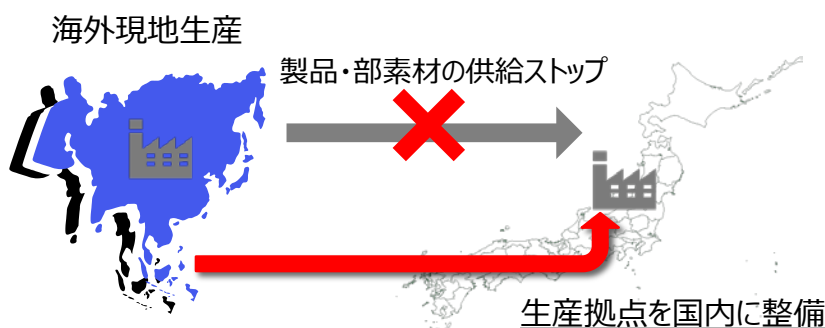 海外現地生産
製品・部素材の供給ストップ
生産拠点を国内に整備